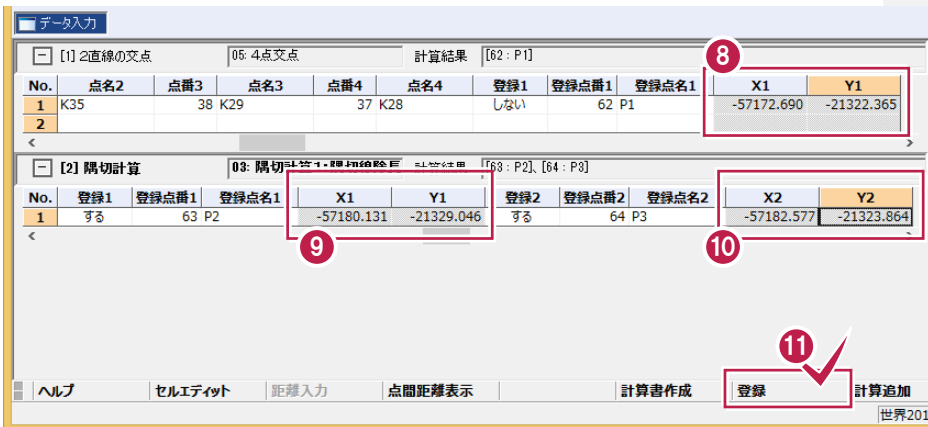 データ入力
[1] 2直線の交点 05: 4点交点 計算結果 [62 : P1]
⑧
No. 点名2 点番3 点名3 点番4 点名4 登録1 登録点番1 登録点名1 X1 Y1
1 K35 38 K29 37 K28 しない 62 P1 -57172.690 -21322.365
2
[2] 隅切計算 03: 隅切計算1:隅切線除長 計算結果 [63 : P2]、[64 : P3]
No. 登録1 登録点番1 登録点名1 X1 Y1 登録2 登録点番2 登録点名2 X2 Y2
1 する 63 P2 -57180.131 -21329.046 する 64 P3 -57182.577 -21323.864
⑨ ⑩
⑪
ヘルプ セルエディット 距離入力 点間距離表示 計算書作成 登録 計算追加
世界201